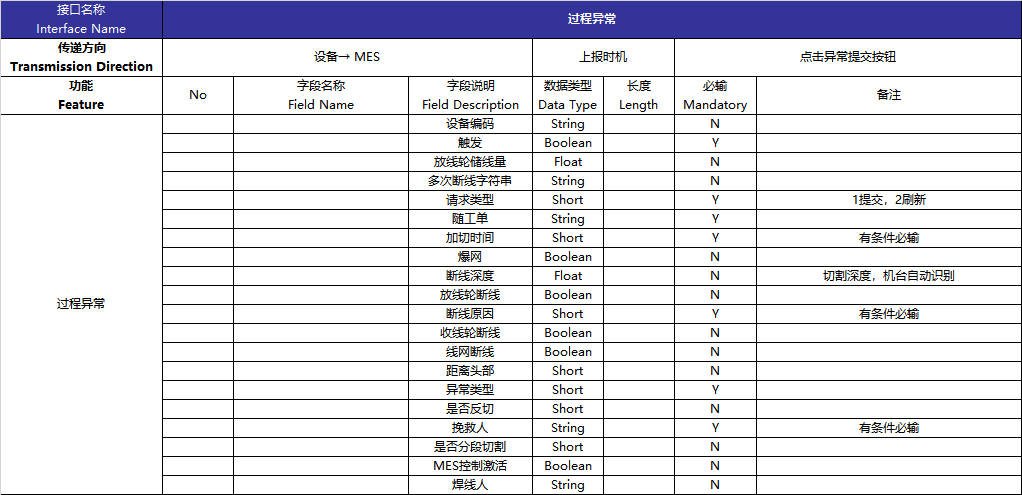 接口名称
Interface Name
过程异常
传递方向
Transmission Direction
设备→ MES
上报时机
点击异常提交按钮
功能
Feature
No
字段名称
Field Name
字段说明
Field Description
数据类型
Data Type
长度
Length
必输
Mandatory
备注
过程异常
设备编码 String N
触发 Boolean Y
放线轮储线量 Float N
多次断线字符串 String N
请求类型 Short Y 1提交，2刷新
随工单 String Y
加切时间 Short Y 有条件必输
爆网 Boolean N
断线深度 Float N 切割深度，机台自动识别
放线轮断线 Boolean N
断线原因 Short Y 有条件必输
收线轮断线 Boolean N
线网断线 Boolean N
距离头部 Short N
异常类型 Short Y
是否反切 Short N
挽救人 String Y 有条件必输
是否分段切割 Short N
MES控制激活 Boolean N
焊线人 String N